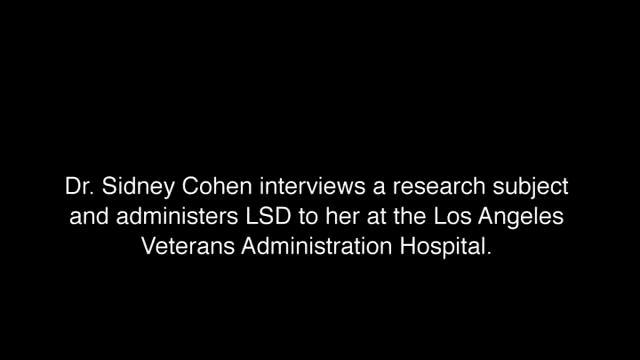 Dr. Sidney Cohen interviews a research subject
and administers LSD to her at the Los Angeles
Veterans Administration Hospital.